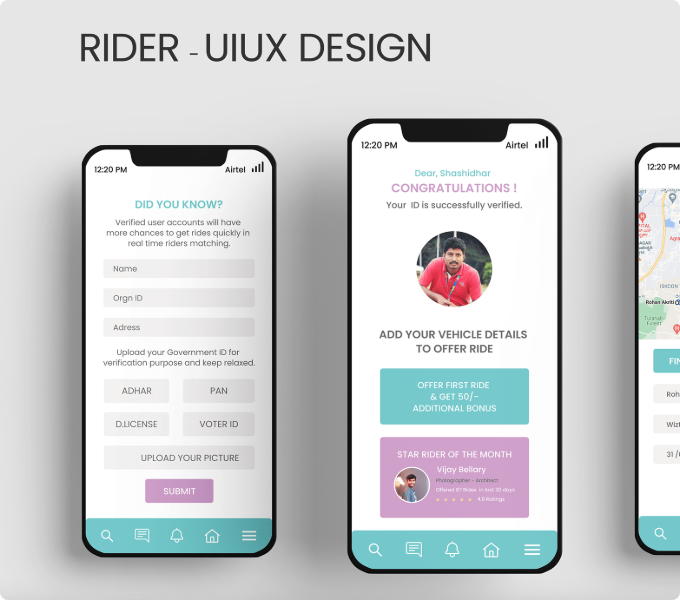 RIDER - UIUX DESIGN
12:20 PM Airtel
DID YOU KNOW?
Verified user accounts will have
more chances to get rides quickly in
real time riders matching.
Name
Orgn ID
Adress
Upload your Government ID for
verification purpose and keep relaxed.
ADHAR PAN
D.LICENSE VOTER ID
UPLOAD YOUR PICTURE
SUBMIT
12:20 PM Airtel
Dear, Shashidhar
CONGRATULATIONS !
Your ID is successfully verified.
ADD YOUR VEHICLE DETAILS
TO OFFER RIDE
OFFER FIRST RIDE
& GET 50/-
ADDITIONAL BONUS
STAR RIDER OF THE MONTH
Vijay Bellary
Photographer - Architect
Offered 87 Rides in last 30 days
4.9 Ratings
12:20 PM
Rohan Akriti
Forest
FIN
Roh
31 /